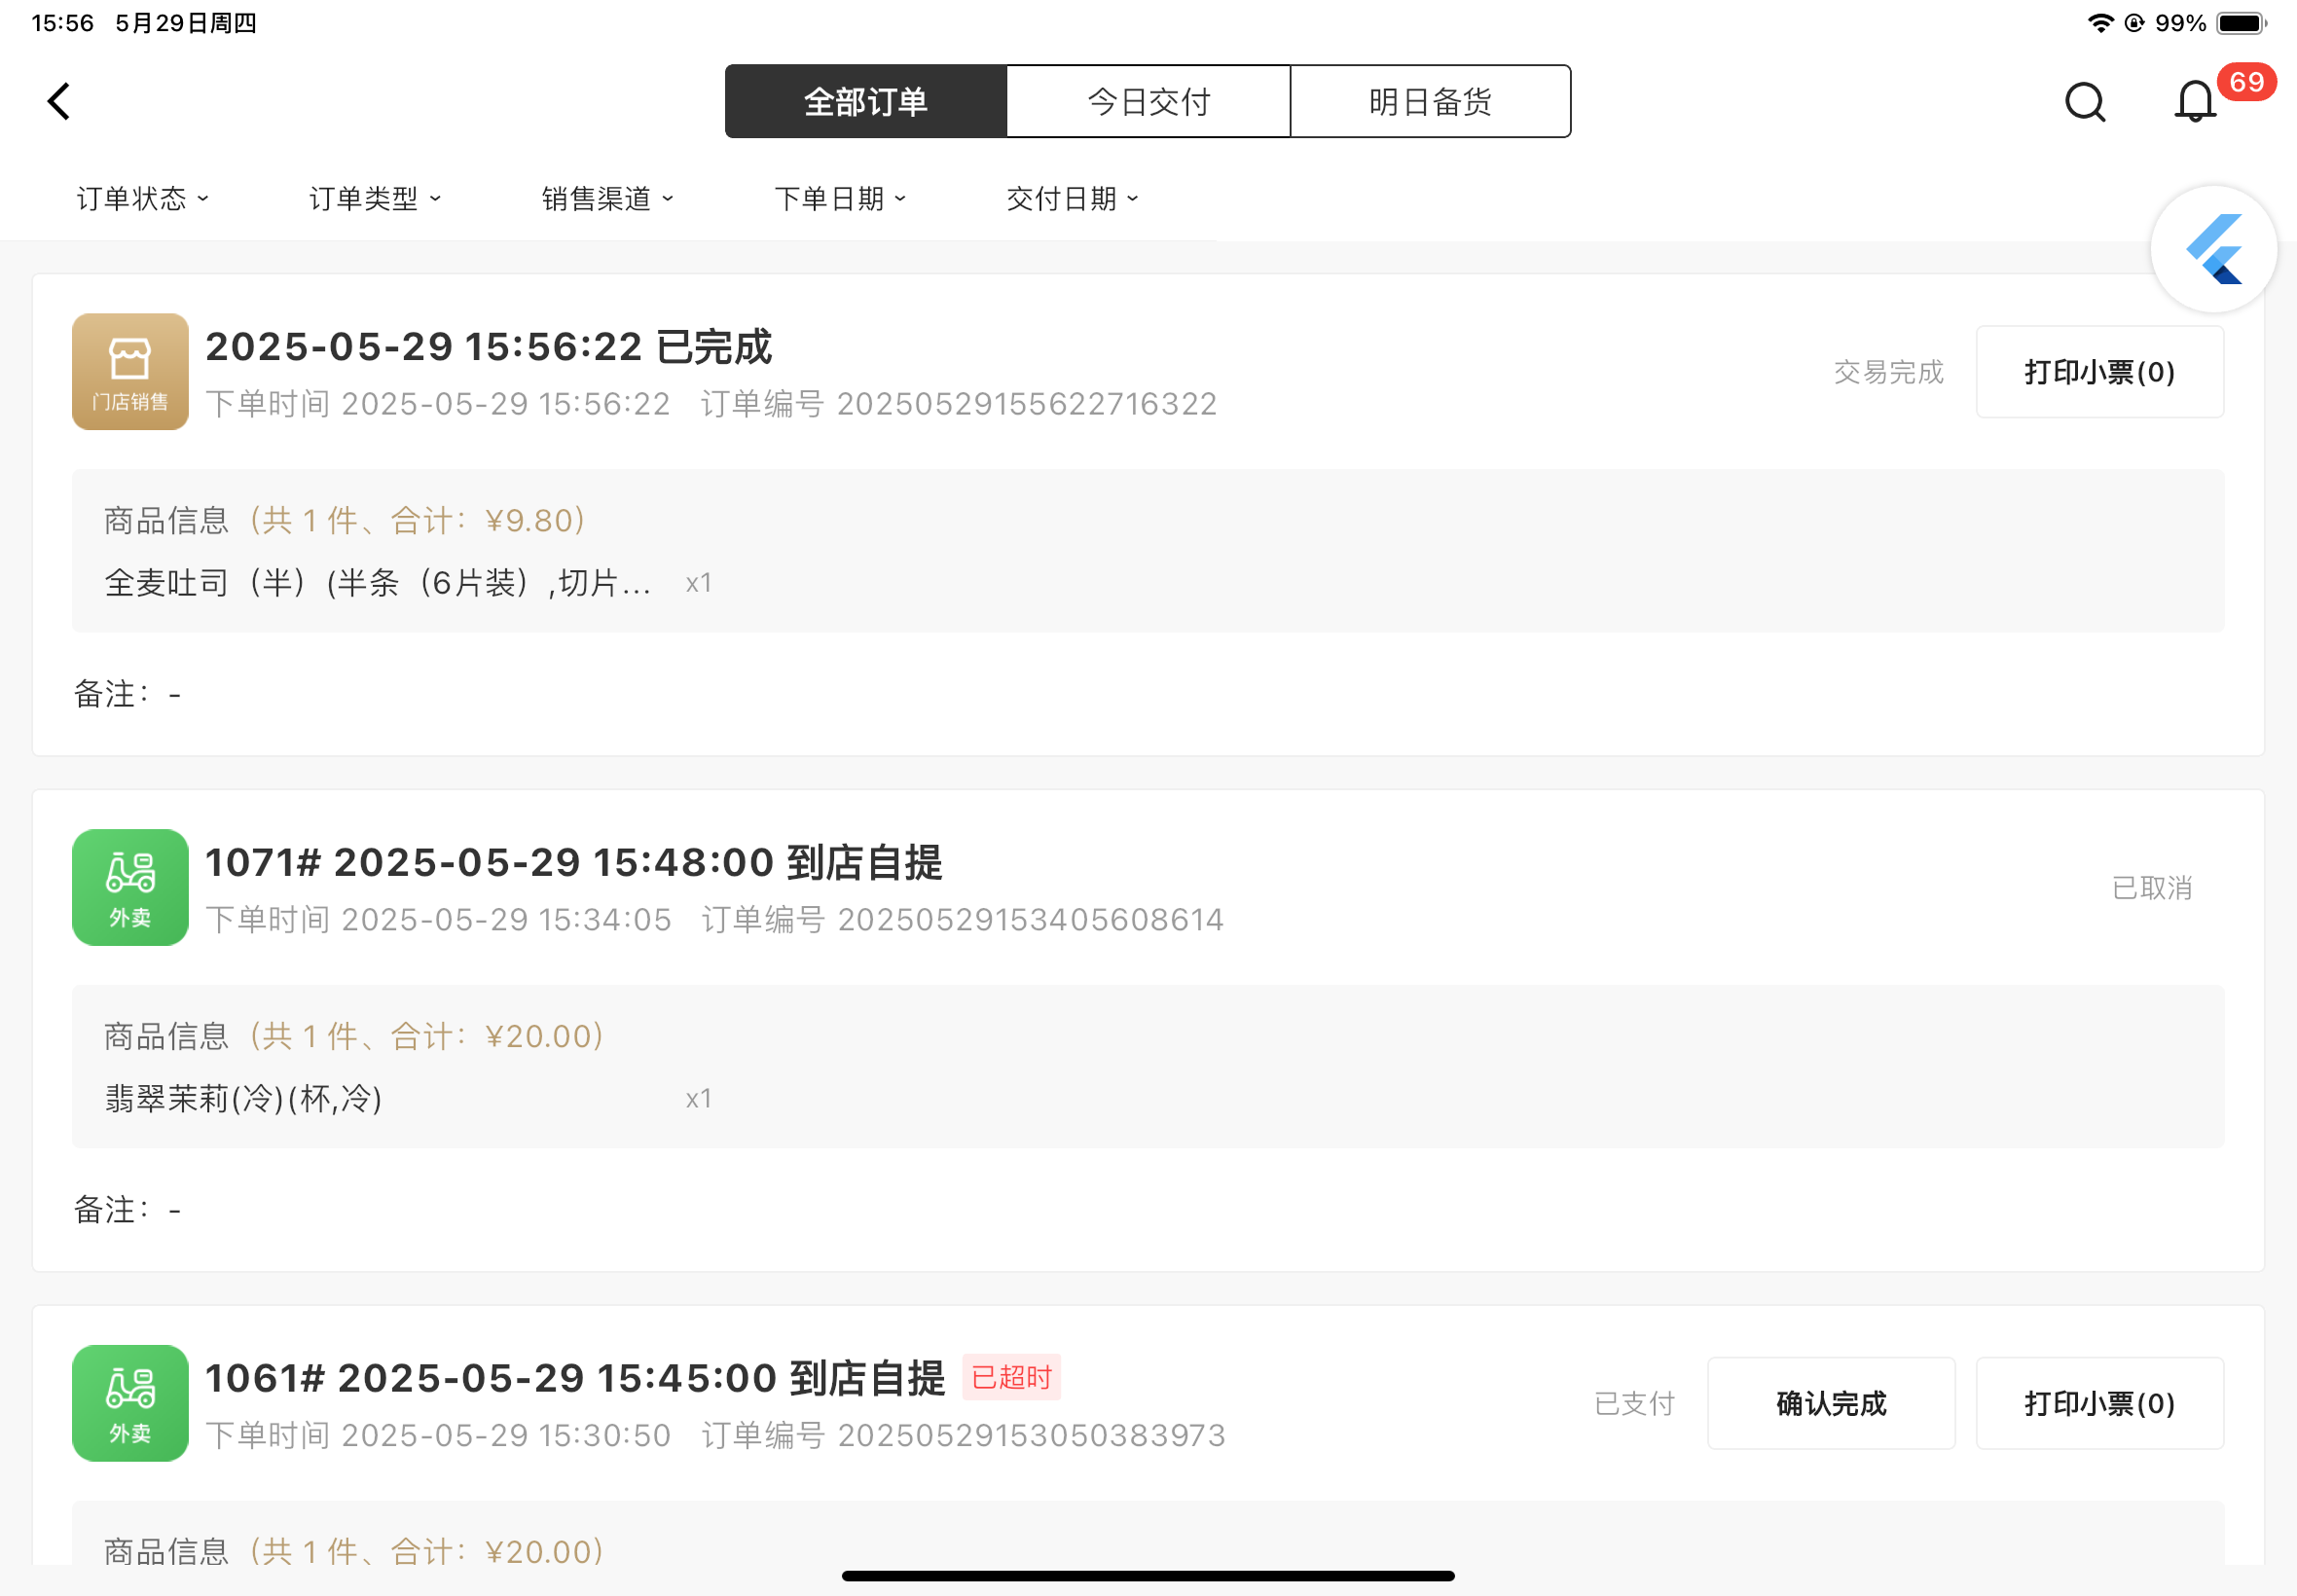 15:56 5月29日周四 99%
全部订单 今日交付 明日备货 69
订单状态 订单类型 销售渠道 下单日期 交付日期
门店销售
2025-05-29 15:56:22 已完成
下单时间 2025-05-29 15:56:22 订单编号 20250529155622716322
交易完成 打印小票(0)
商品信息（共 1 件、合计：¥9.80）
全麦吐司（半）(半条（6片装）,切片... x1
备注：-
外卖
1071# 2025-05-29 15:48:00 到店自提
下单时间 2025-05-29 15:34:05 订单编号 20250529153405608614
已取消
商品信息（共 1 件、合计：¥20.00）
翡翠茉莉(冷)(杯,冷) x1
备注：-
外卖
1061# 2025-05-29 15:45:00 到店自提 已超时
下单时间 2025-05-29 15:30:50 订单编号 20250529153050383973
已支付 确认完成 打印小票(0)
商品信息（共 1 件、合计：¥20.00）